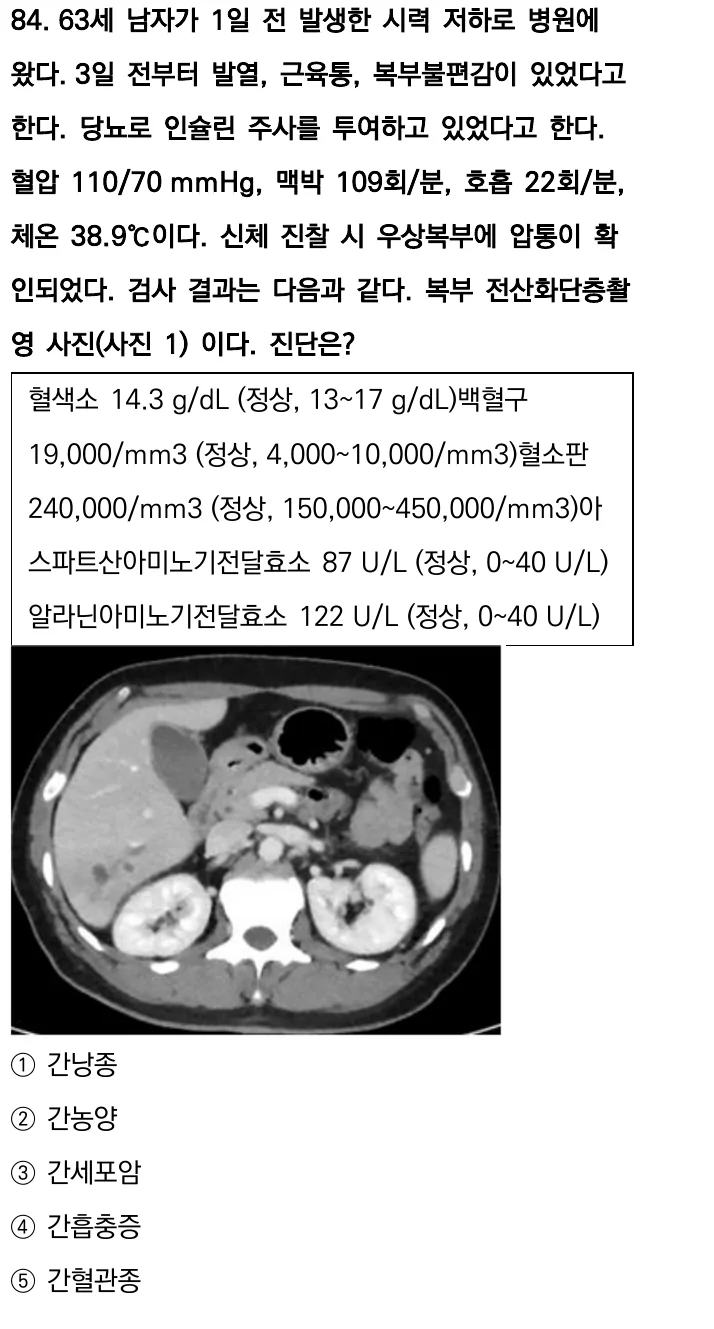 84. 63세 남자가 1일 전 발생한 시력 저하로 병원에
왔다. 3일 전부터 발열, 근육통, 복부불편감이 있었다고
한다. 당뇨로 인슐린 주사를 투여하고 있었다고 한다.
혈압 110/70 mmHg, 맥박 109회/분, 호흡 22회/분,
체온 38.9℃이다. 신체 진찰 시 우상복부에 압통이 확
인되었다. 검사 결과는 다음과 같다. 복부 전산화단층촬
영 사진(사진 1) 이다. 진단은?
혈색소 14.3 g/dL (정상, 13~17 g/dL)백혈구
19,000/mm3 (정상, 4,000~10,000/mm3)혈소판
240,000/mm3 (정상, 150,000~450,000/mm3)아
스파트산아미노기전달효소 87 U/L (정상, 0~40 U/L)
알라닌아미노기전달효소 122 U/L (정상, 0~40 U/L)
① 간낭종
② 간농양
③ 간세포암
④ 간흡충증
⑤ 간혈관종